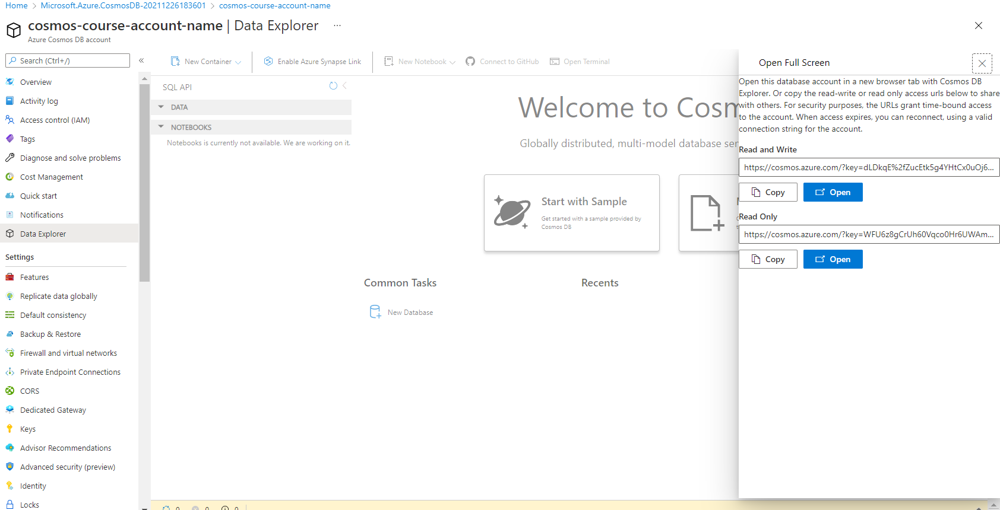 Home > Microsoft.Azure.CosmosDB-20211226183601 > cosmos-course-account-name
cosmos-course-account-name | Data Explorer ...
Azure Cosmos DB account
Search (Ctrl+/)
Overview
Activity log
Access control (IAM)
Tags
Diagnose and solve problems
Cost Management
Quick start
Notifications
Data Explorer
Settings
Features
Replicate data globally
Default consistency
Backup & Restore
Firewall and virtual networks
Private Endpoint Connections
CORS
Dedicated Gateway
Keys
Advisor Recommendations
Advanced security (preview)
Identity
Locks
New Container
Enable Azure Synapse Link
New Notebook
Connect to GitHub
Open Terminal
SQL API
DATA
NOTEBOOKS
Notebooks is currently not available. We are working on it.
Welcome to Cosm
Globally distributed, multi-model database ser
Start with Sample
Get started with a sample provided by
Cosmos DB
Common Tasks
New Database
Recents
0 0 0
Open Full Screen
Open this database account in a new browser tab with Cosmos DB
Explorer. Or copy the read-write or read only access urls below to share
with others. For security purposes, the URLs grant time-bound access
to the account. When access expires, you can reconnect, using a valid
connection string for the account.
Read and Write
https://cosmos.azure.com/?key=dLDkqE%2fZucEtk5g4YHtCx0uOj6...
Copy
Open
Read Only
https://cosmos.azure.com/?key=WFU6z8gCrUh60Vqco0Hr6UWAm...
Copy
Open